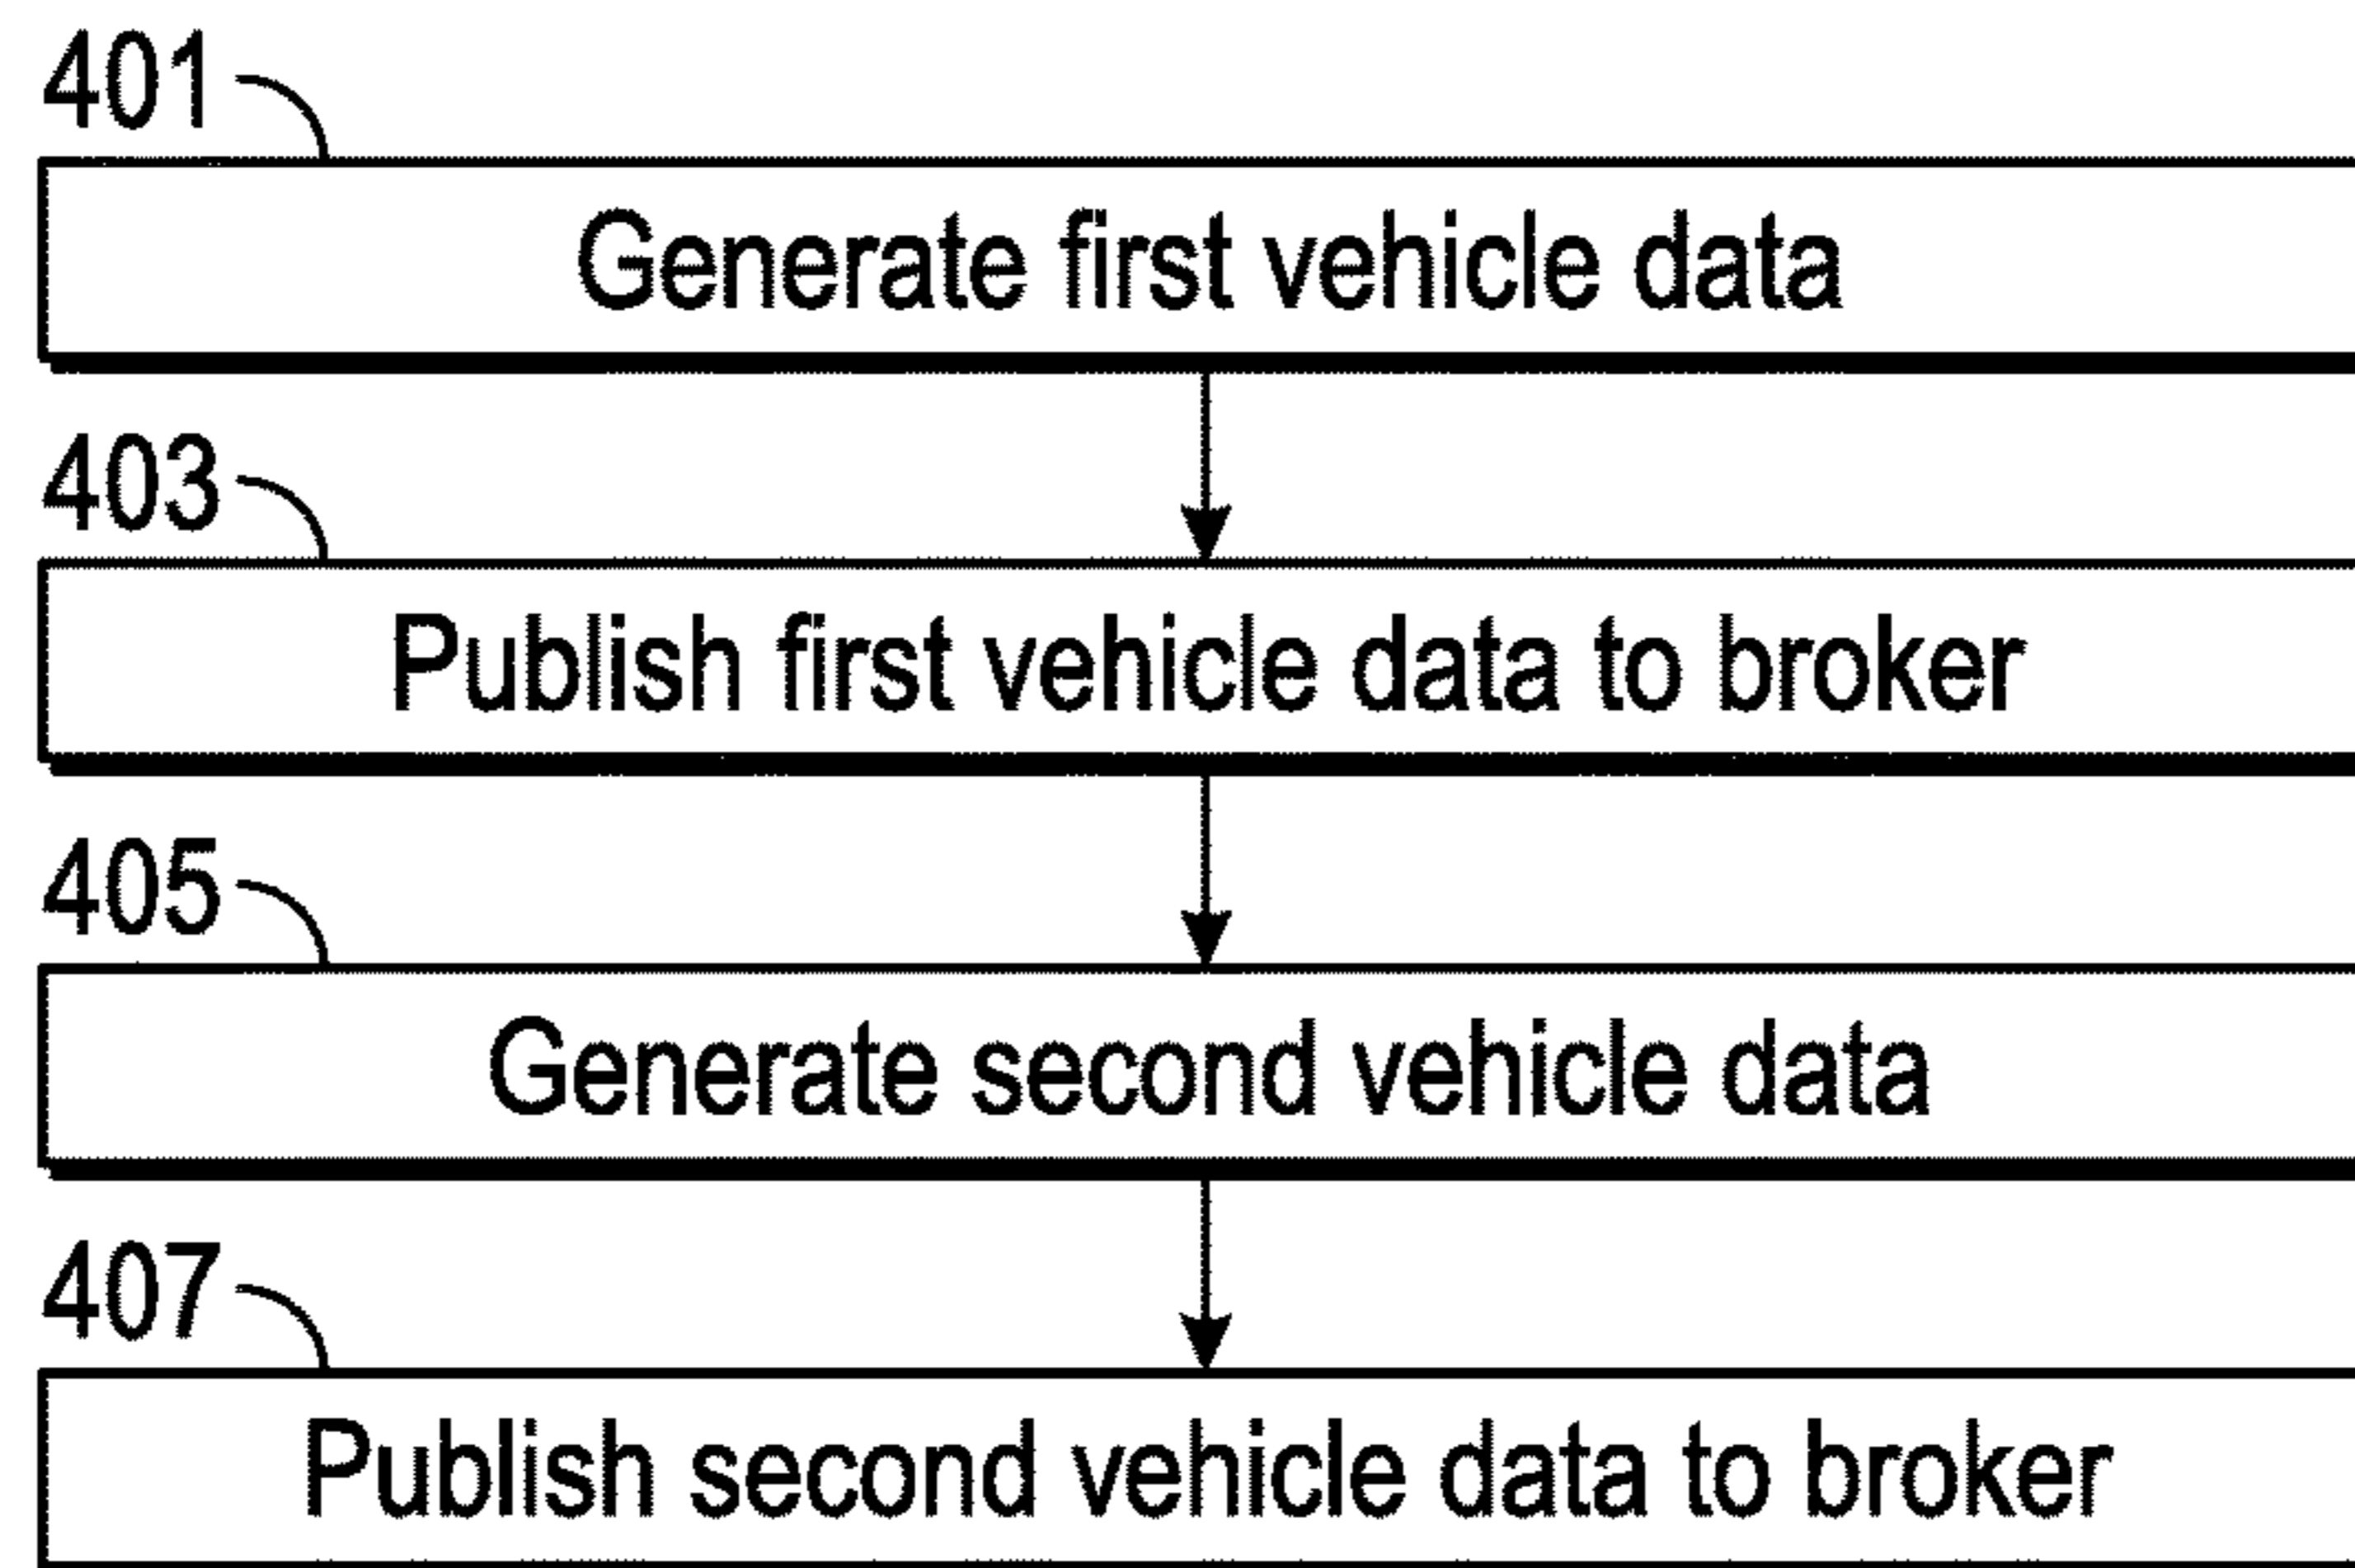 401
Generate first vehicle data
403
Publish first vehicle data to broker
405
Generate second vehicle data
407
Publish second vehicle data to broker